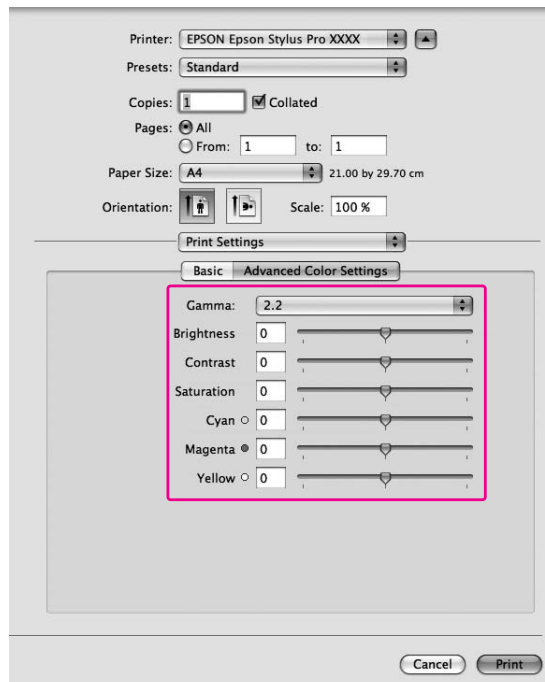 Printer: EPSON Epson Stylus Pro XXXX
Presets: Standard
Copies: 1 Collated
Pages: All
From: 1 to: 1
Paper Size: A4 21.00 by 29.70 cm
Orientation: Scale: 100 %
Print Settings
Basic Advanced Color Settings
Gamma: 2.2
Brightness 0
Contrast 0
Saturation 0
Cyan 0
Magenta 0
Yellow 0
Cancel Print